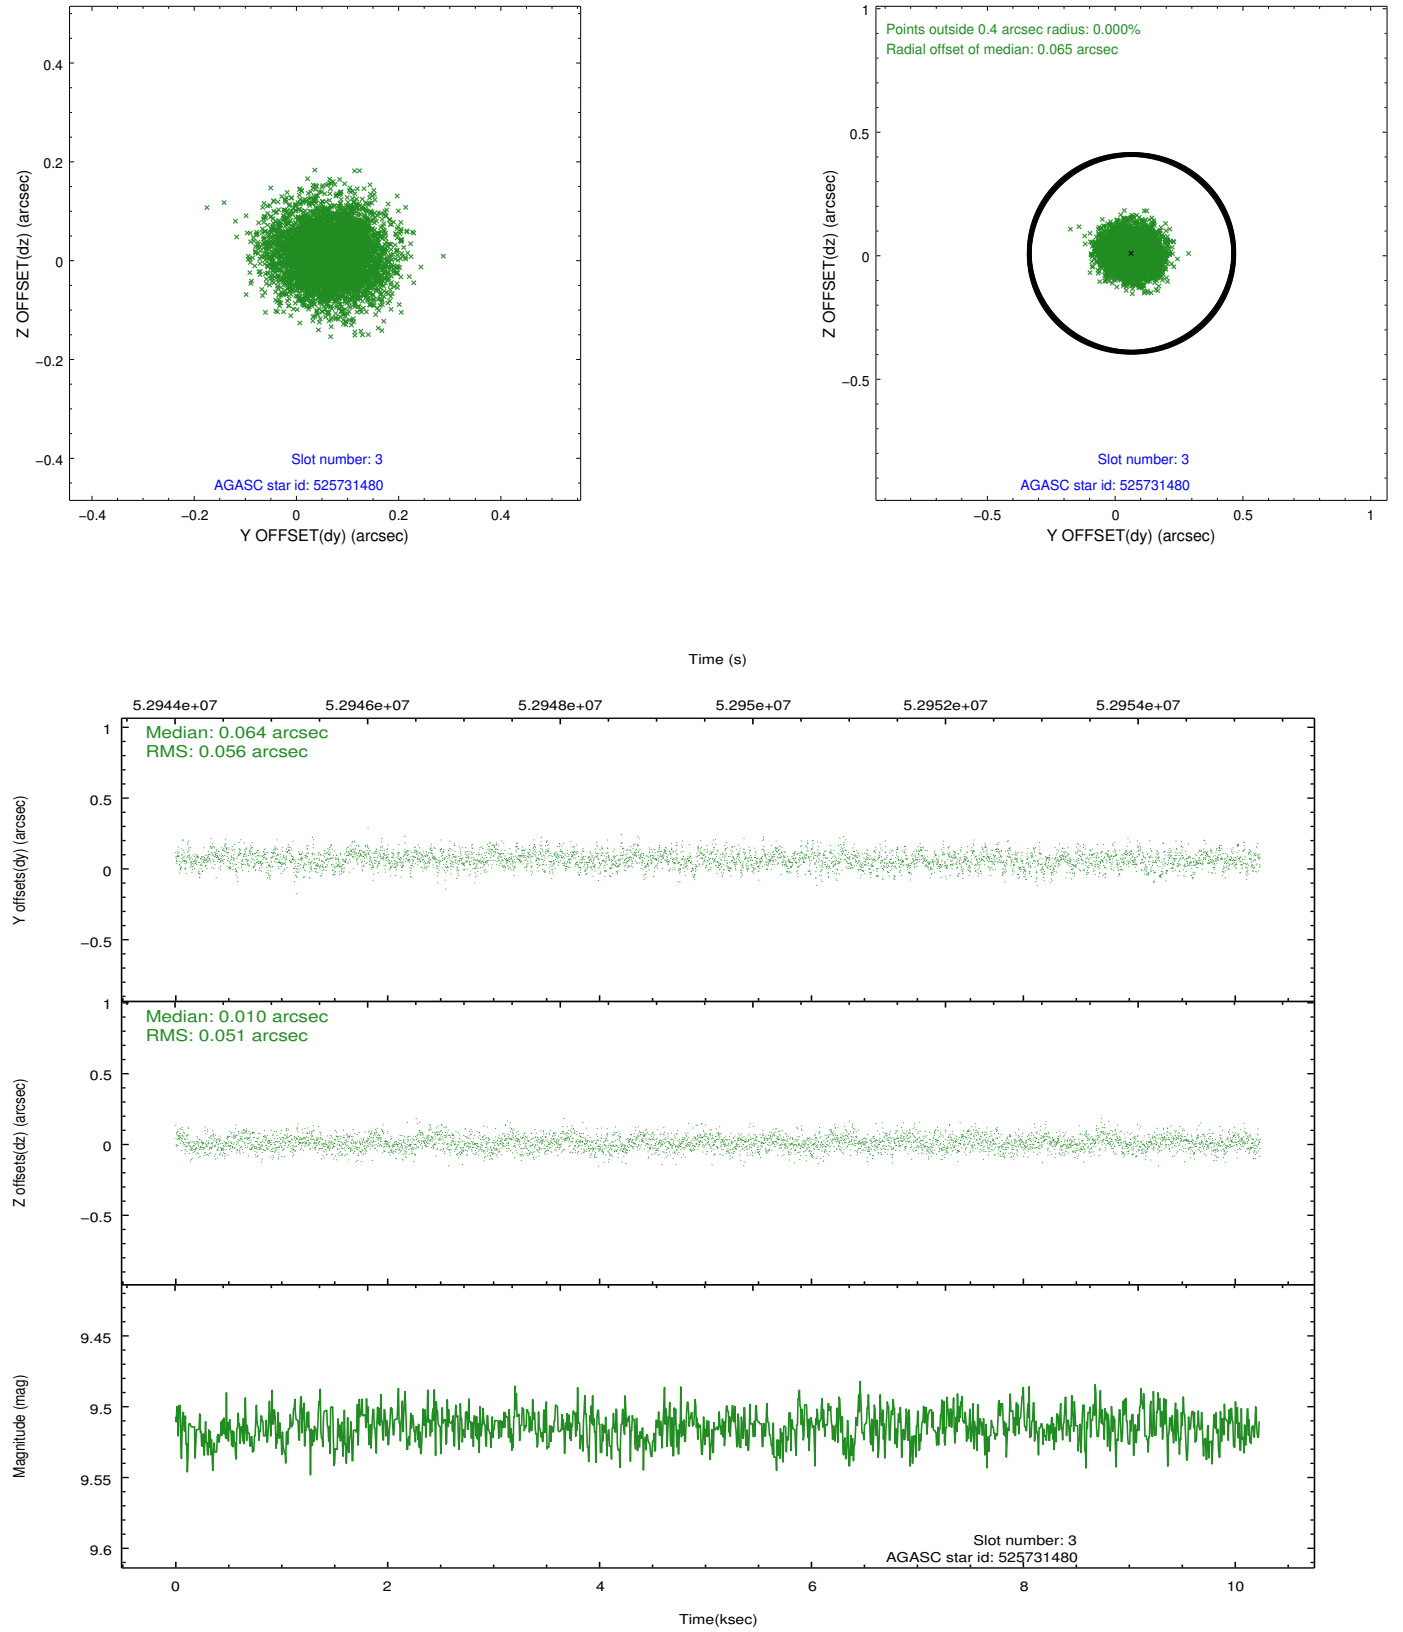 0.4
0.2
0
−0.2
−0.4
−0.4
−0.2
0
0.2
0.4
Z OFFSET(dz) (arcsec)
Y OFFSET(dy) (arcsec)
Slot number: 3
AGASC star id: 525731480
Points outside 0.4 arcsec radius: 0.000%
Radial offset of median: 0.065 arcsec
1
0.5
0
−0.5
−0.5
0
0.5
1
Z OFFSET(dz) (arcsec)
Y OFFSET(dy) (arcsec)
Slot number: 3
AGASC star id: 525731480
Time (s)
5.2944e+07
5.2946e+07
5.2948e+07
5.295e+07
5.2952e+07
5.2954e+07
Median: 0.064 arcsec
RMS: 0.056 arcsec
1
0.5
0
−0.5
Y offsets(dy) (arcsec)
Median: 0.010 arcsec
RMS: 0.051 arcsec
1
0.5
0
−0.5
Z offsets(dz) (arcsec)
9.45
9.5
9.55
9.6
Magnitude (mag)
Slot number: 3
AGASC star id: 525731480
0
2
4
6
8
10
Time(ksec)